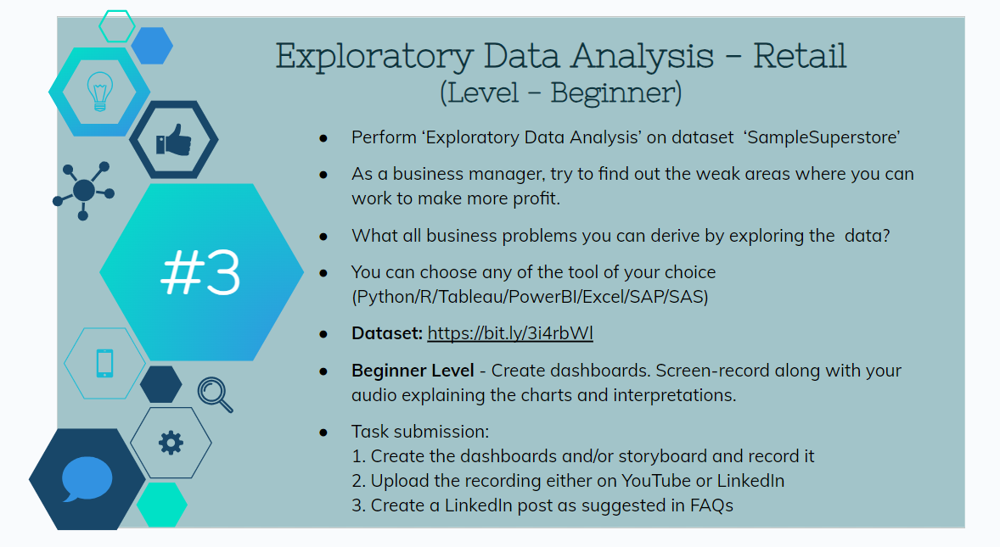 Exploratory Data Analysis - Retail
(Level - Beginner)
● Perform ‘Exploratory Data Analysis’ on dataset ‘SampleSuperstore’
● As a business manager, try to find out the weak areas where you can
work to make more profit.
● What all business problems you can derive by exploring the data?
● You can choose any of the tool of your choice
(Python/R/Tableau/PowerBI/Excel/SAP/SAS)
● Dataset: https://bit.ly/3i4rbWl
● Beginner Level - Create dashboards. Screen-record along with your
audio explaining the charts and interpretations.
● Task submission:
1. Create the dashboards and/or storyboard and record it
2. Upload the recording either on YouTube or LinkedIn
3. Create a LinkedIn post as suggested in FAQs
#3